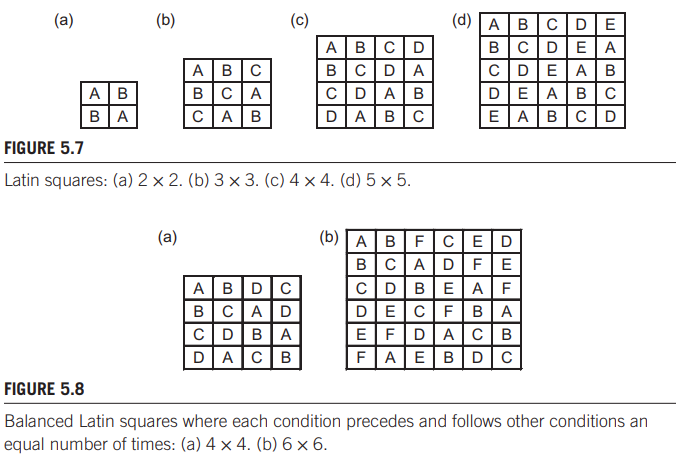 (a) (b) (c) (d)
A B
B A
A B C
B C A
C A B
A B C D
B C D A
C D A B
D A B C
A B C D E
B C D E A
C D E A B
D E A B C
E A B C D
FIGURE 5.7
Latin squares: (a) 2 × 2. (b) 3 × 3. (c) 4 × 4. (d) 5 × 5.
(a) (b)
A B D C
B C A D
C D B A
D A C B
A B F C E D
B C A D F E
C D B E A F
D E C F B A
E F D A C B
F A E B D C
FIGURE 5.8
Balanced Latin squares where each condition precedes and follows other conditions an
equal number of times: (a) 4 × 4. (b) 6 × 6.